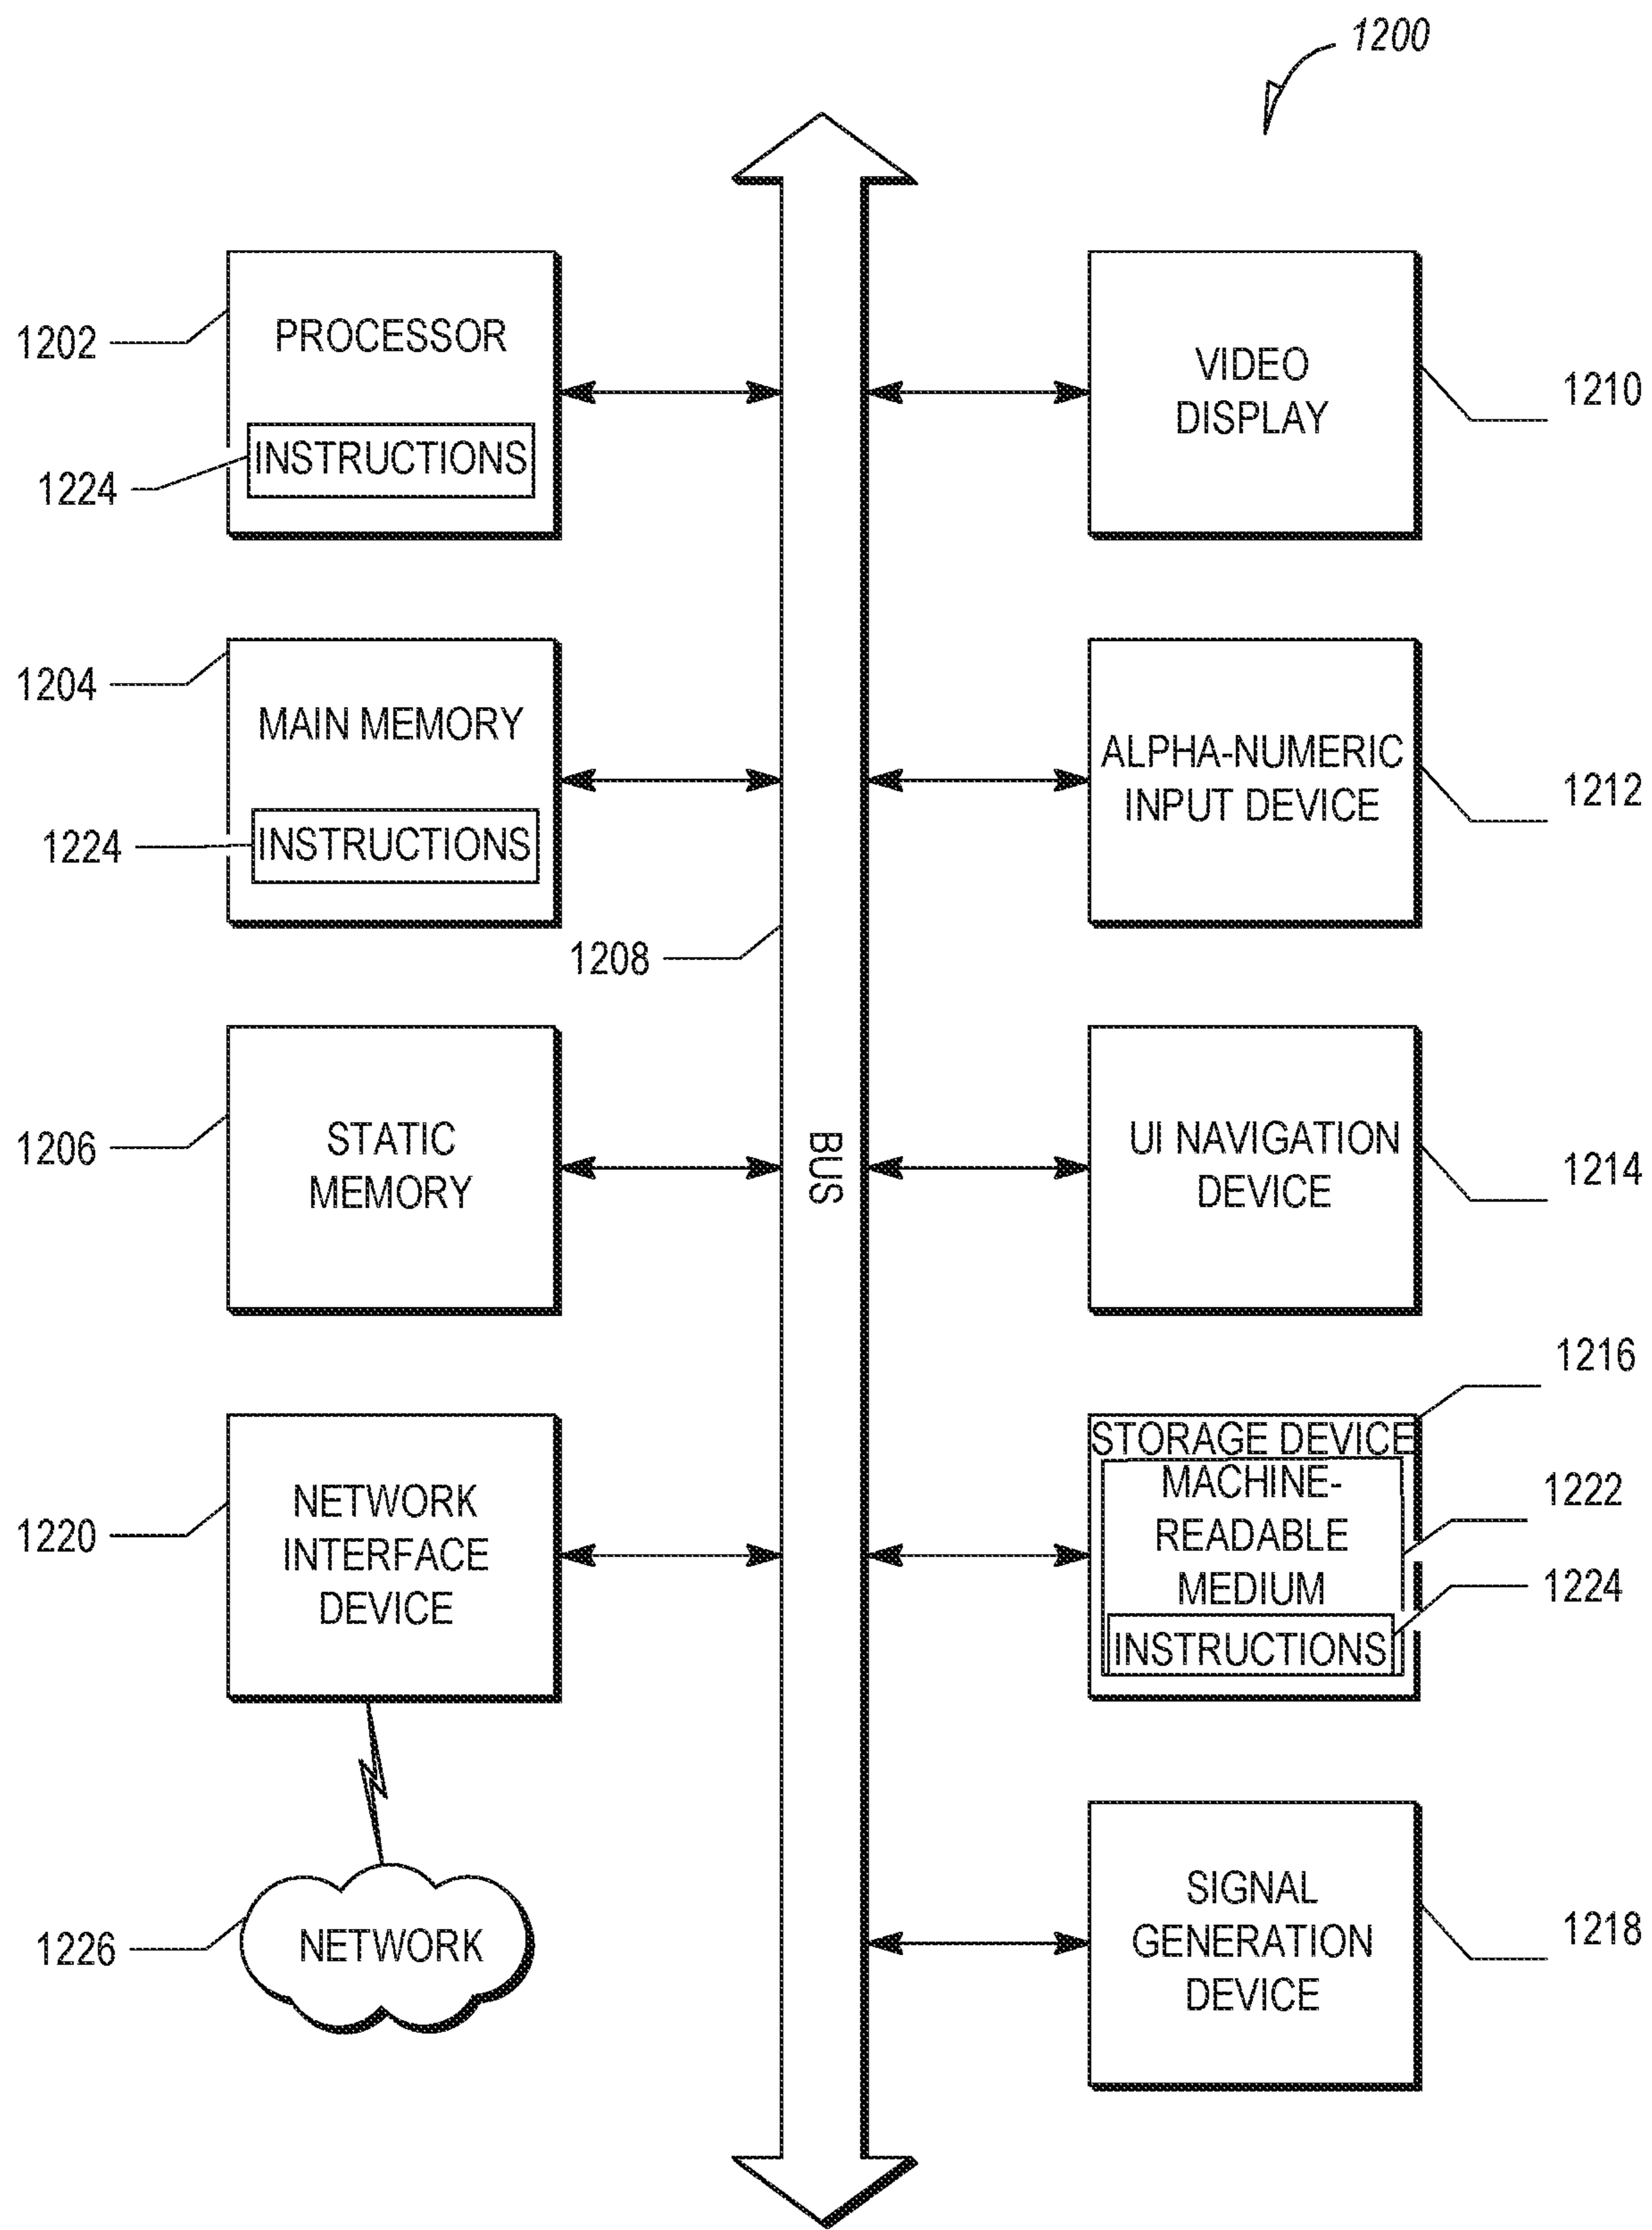 1200
1202
PROCESSOR
1224
INSTRUCTIONS
1204
MAIN MEMORY
1224
INSTRUCTIONS
1208
1206
STATIC
MEMORY
1220
NETWORK
INTERFACE
DEVICE
1226
NETWORK
BUS
VIDEO
DISPLAY
1210
ALPHA-NUMERIC
INPUT DEVICE
1212
UI NAVIGATION
DEVICE
1214
1216
STORAGE DEVICE
MACHINE-
READABLE
MEDIUM
1222
1224
INSTRUCTIONS
SIGNAL
GENERATION
DEVICE
1218